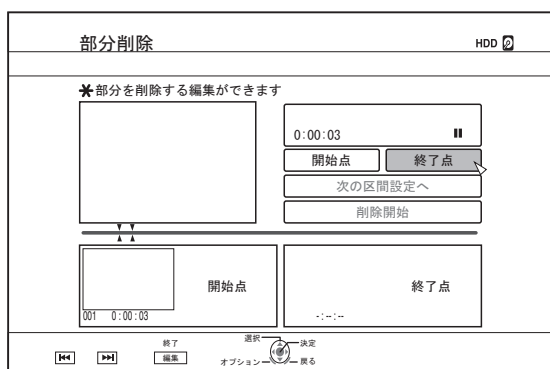 部分削除
HDD
部分を削除する編集ができます
0:00:03
開始点
終了点
次の区間設定へ
削除開始
開始点
001 0:00:03
終了点
-:--:--
終了
編集
選択
決定
オプション
戻る